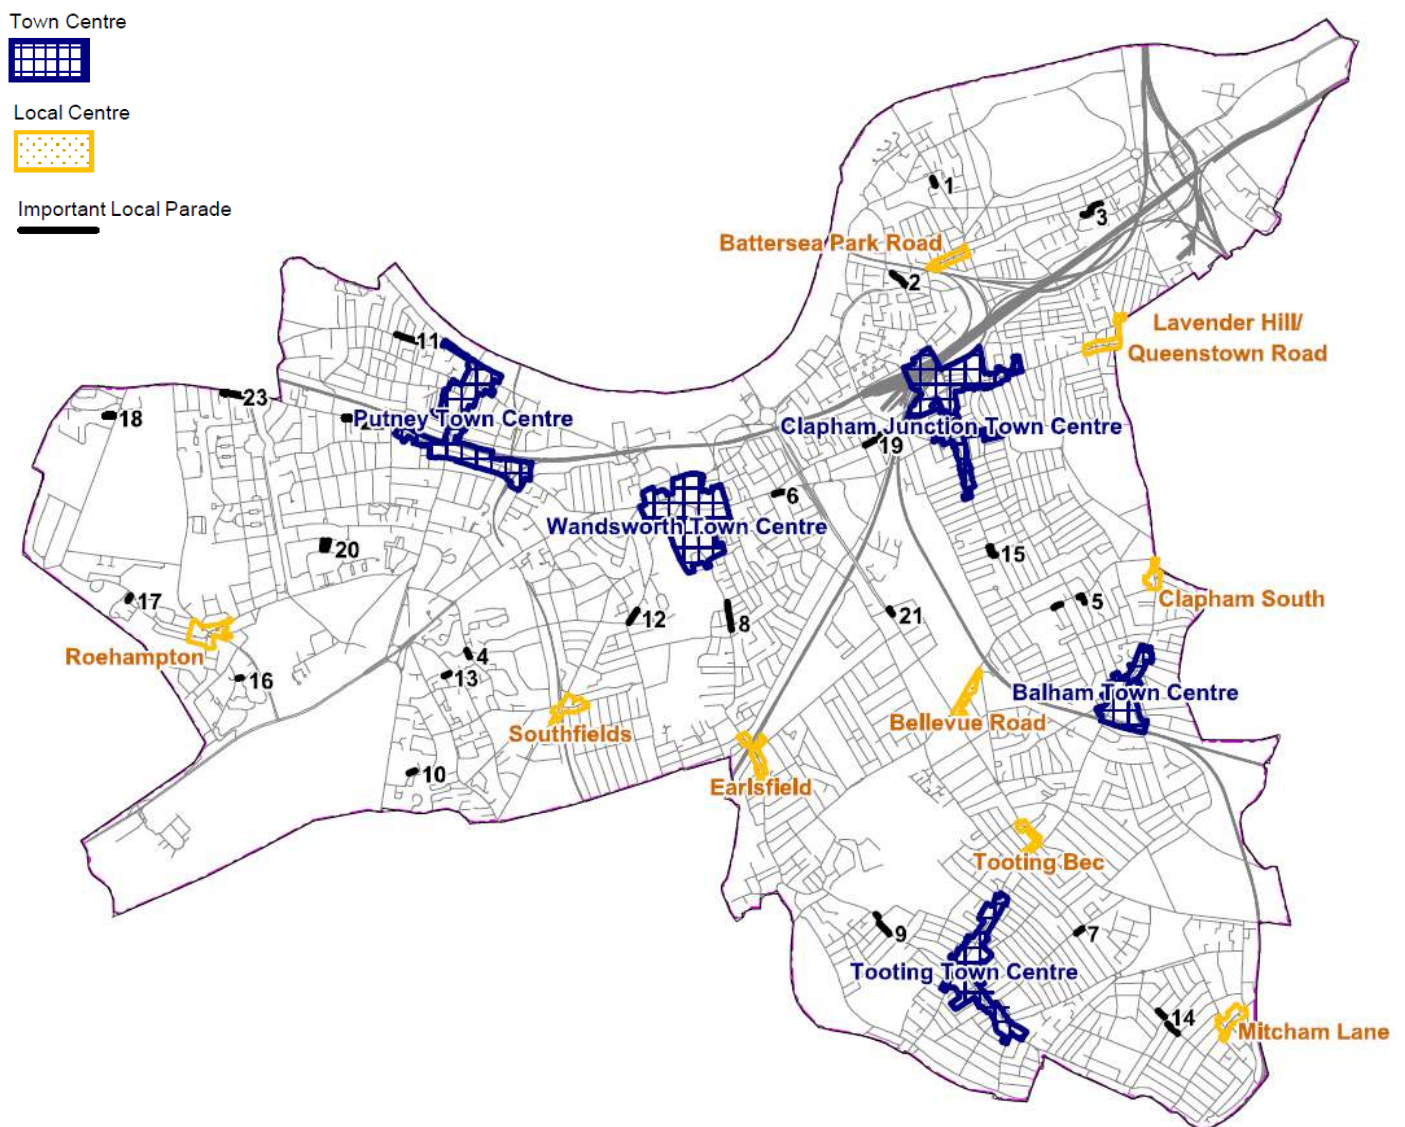 Town Centre
Local Centre
Important Local Parade
1
3
Battersea Park Road
2
Lavender Hill/
Queenstown Road
11
23
18
Putney Town Centre
Clapham Junction Town Centre
19
6
Wandsworth Town Centre
20
15
17
5
Clapham South
12
8
21
Roehampton
4
16
13
Balham Town Centre
Bellevue Road
Southfields
10
Earlsfield
Tooting Bec
9
7
Tooting Town Centre
14
Mitcham Lane